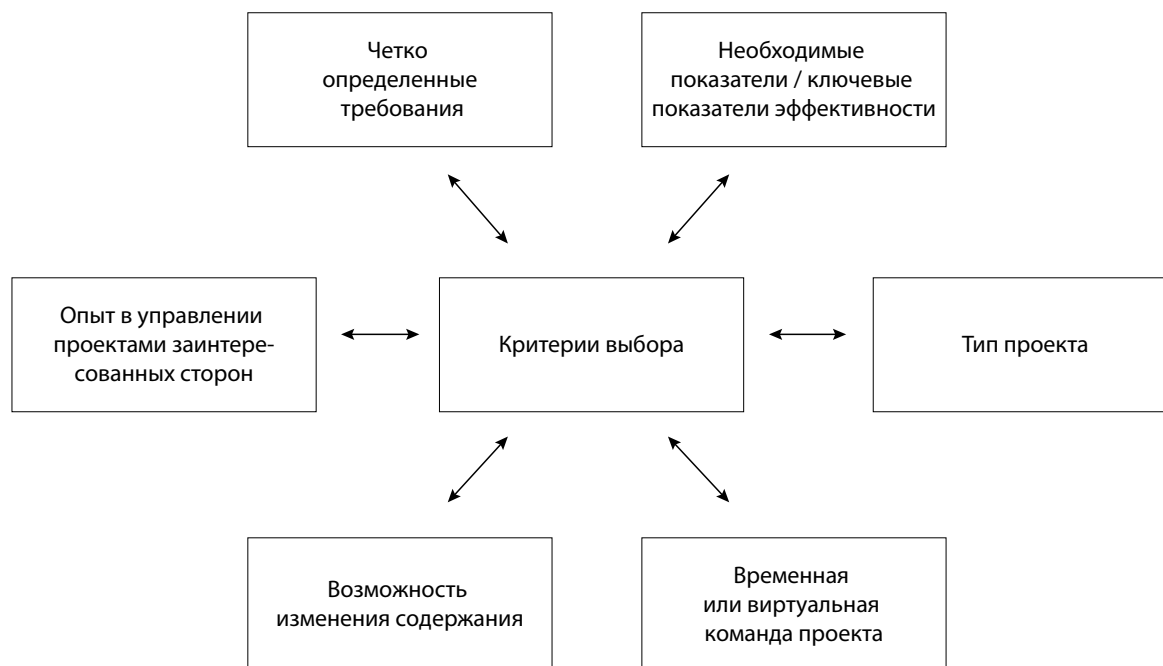 Четко
определенные
требования
Необходимые
показатели / ключевые
показатели эффективности
Опыт в управлении
проектами заинтере-
сованных сторон
Критерии выбора
Тип проекта
Возможность
изменения содержания
Временная
или виртуальная
команда проекта